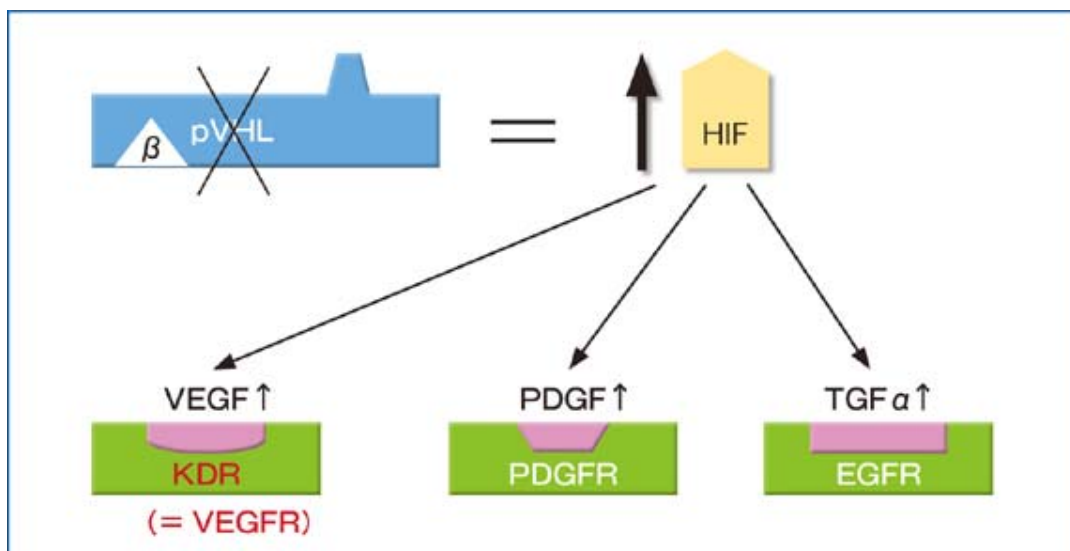 pVHL
β
=
HIF
VEGF↑
PDGF↑
TGFα↑
KDR
PDGFR
EGFR
(= VEGFR)